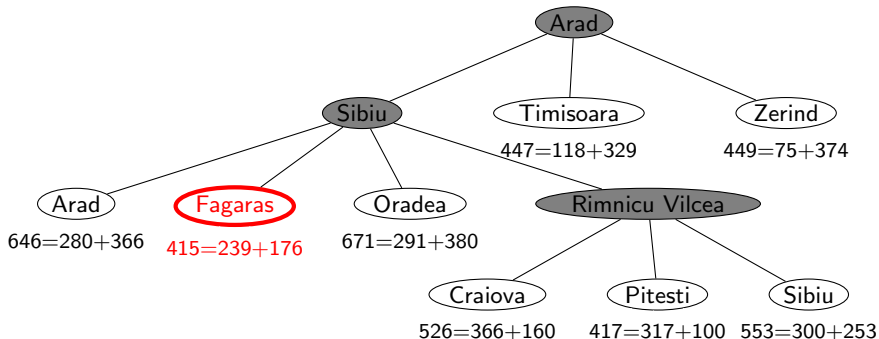 Arad
Sibiu
Timisoara
Zerind
447=118+329
449=75+374
Arad
Fagaras
Oradea
Rimnicu Vilcea
646=280+366
415=239+176
671=291+380
Craiova
Pitesti
Sibiu
526=366+160
417=317+100
553=300+253